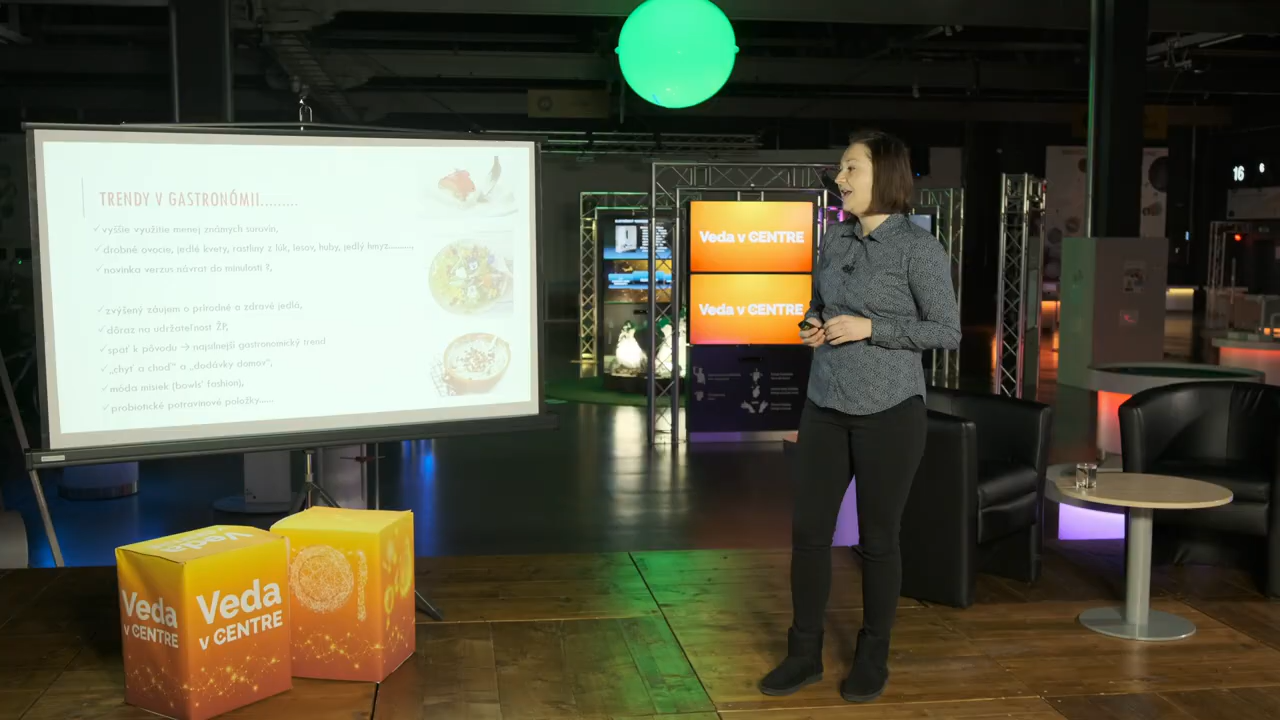 TRENDY V GASTRONÓMII.........
✓vyššie využitie menej známych surovín,
✓drobné ovocie, jedlé kvety, rastliny z lúk, lesov, huby, jedlý hmyz..........,
✓novinka verzus návrat do minulosti ?,
✓zvýšený záujem o prírodné a zdravé jedlá,
✓dôraz na udržateľnosť ŽP,
✓späť k pôvodu → najsilnejší gastronomický trend
✓„chyť a choď“ a „dodávky domov“,
✓móda misiek (bowls' fashion),
✓probiotické potravinové položky.....
Veda v CENTRE
Veda v CENTRE
16
Veda
Veda
v CENTRE
Veda
v CENTRE